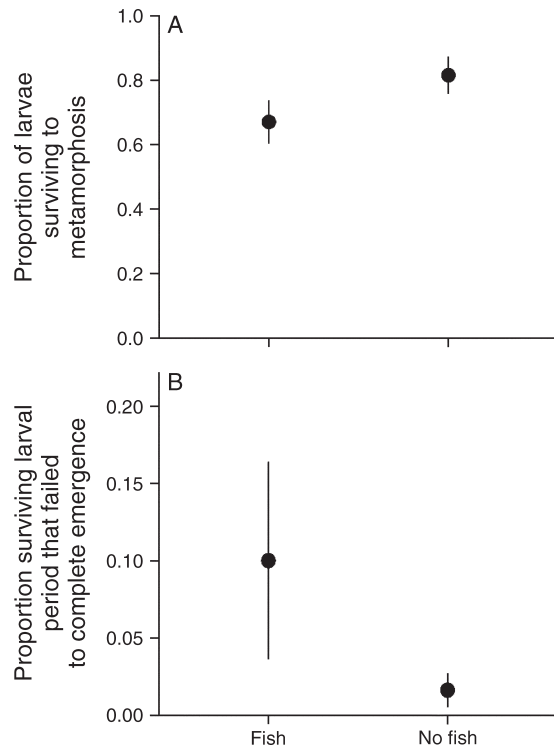 A
Proportion of larvae
surviving to
metamorphosis
1.0
0.8
0.6
0.4
0.2
0.0
B
Proportion surviving larval
period that failed
to complete emergence
0.20
0.15
0.10
0.05
0.00
Fish
No fish